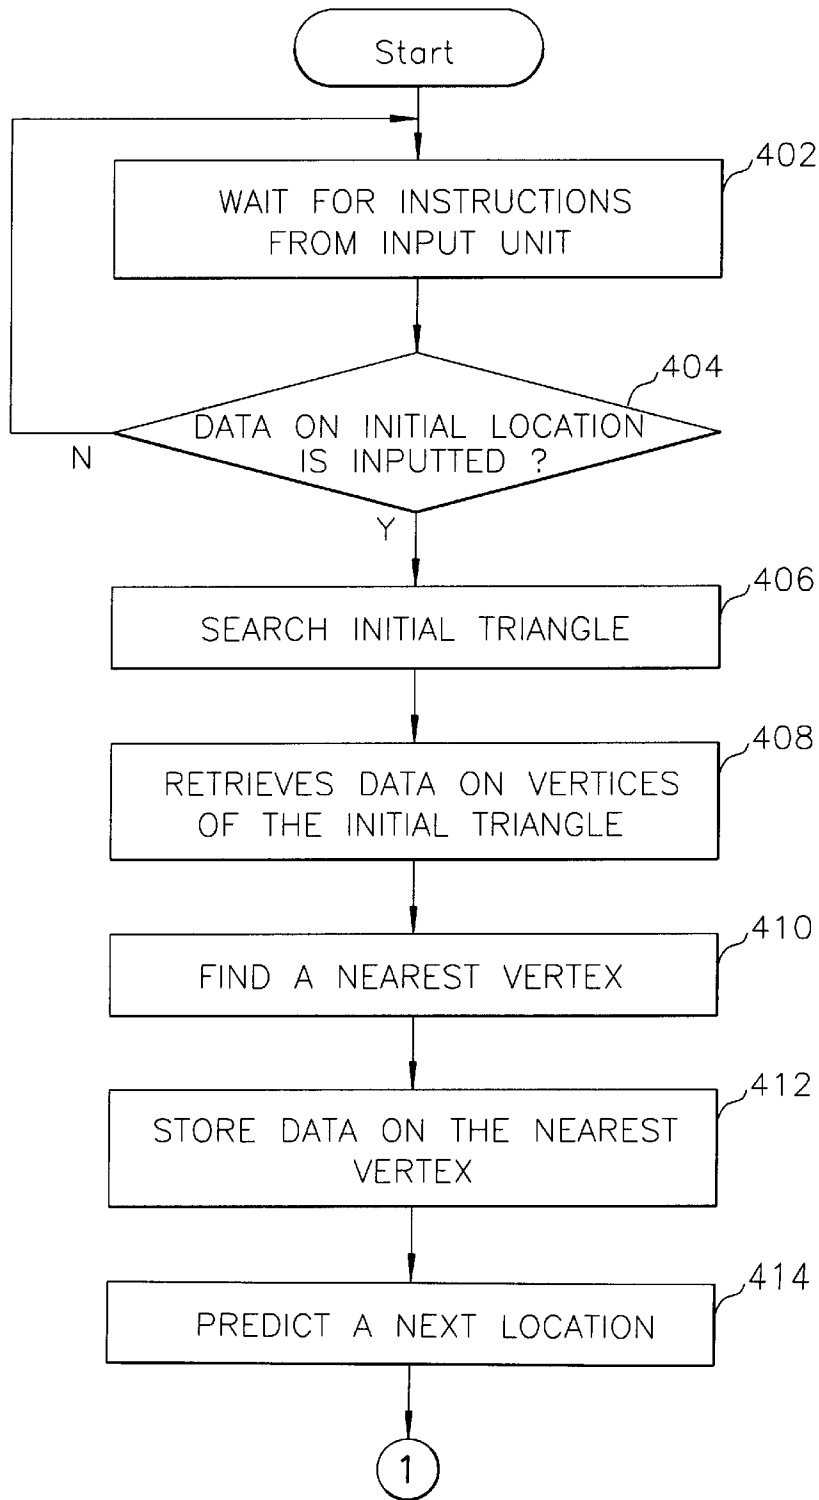 Start
402
WAIT FOR INSTRUCTIONS
FROM INPUT UNIT
404
DATA ON INITIAL LOCATION
IS INPUTTED ?
N
Y
406
SEARCH INITIAL TRIANGLE
408
RETRIEVES DATA ON VERTICES
OF THE INITIAL TRIANGLE
410
FIND A NEAREST VERTEX
412
STORE DATA ON THE NEAREST
VERTEX
414
PREDICT A NEXT LOCATION
1